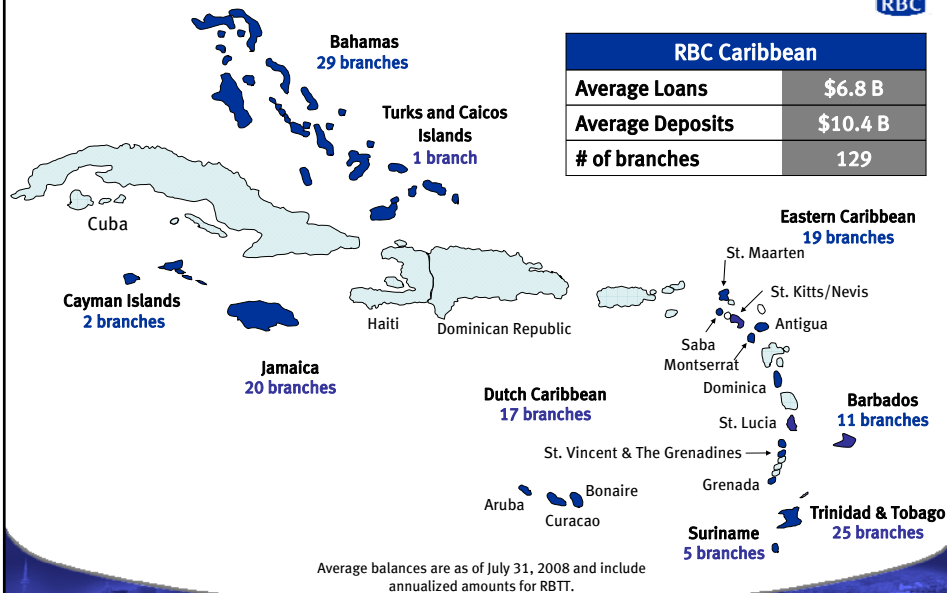 RBC
Bahamas
29 branches
RBC Caribbean
Average Loans $6.8 B
Average Deposits $10.4 B
# of branches 129
Turks and Caicos
Islands
1 branch
Cuba
Eastern Caribbean
19 branches
St. Maarten
St. Kitts/Nevis
Cayman Islands
2 branches
Haiti
Dominican Republic
Antigua
Saba
Montserrat
Jamaica
20 branches
Dominica
Dutch Caribbean
17 branches
Barbados
11 branches
St. Lucia
St. Vincent & The Grenadines
Grenada
Aruba
Bonaire
Curacao
Trinidad & Tobago
25 branches
Suriname
5 branches
Average balances are as of July 31, 2008 and include
annualized amounts for RBTT.